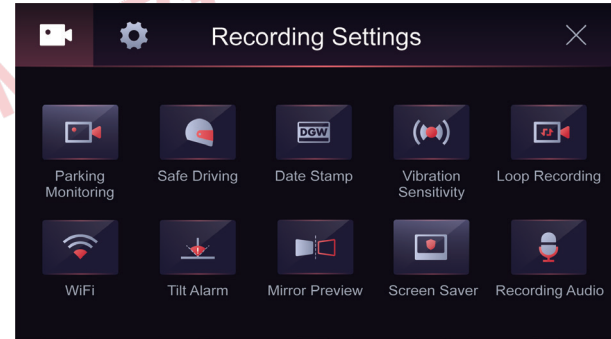 Recording Settings
DGW
Parking Monitoring
Safe Driving
Date Stamp
Vibration Sensitivity
Loop Recording
WiFi
Tilt Alarm
Mirror Preview
Screen Saver
Recording Audio